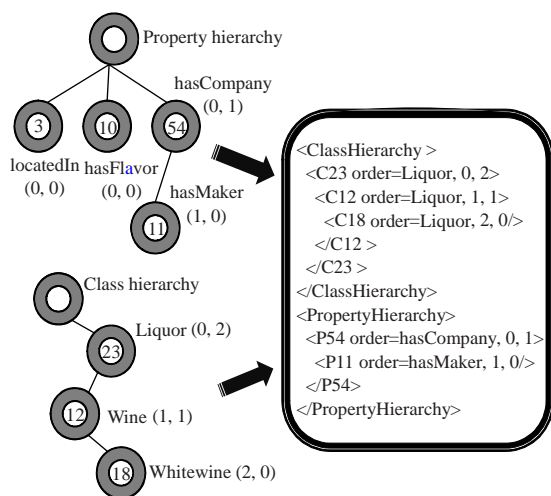 Property hierarchy
hasCompany
(0, 1)
3
10
54
locatedIn
(0, 0)
hasFlavor
(0, 0)
hasMaker
(1, 0)
11
Class hierarchy
Liquor (0, 2)
23
12
Wine (1, 1)
18
Whitewine (2, 0)
<ClassHierarchy >
<C23 order=Liquor, 0, 2>
<C12 order=Liquor, 1, 1>
<C18 order=Liquor, 2, 0/>
</C12 >
</C23 >
</ClassHierarchy>
<PropertyHierarchy>
<P54 order=hasCompany, 0, 1>
<P11 order=hasMaker, 1, 0/>
</P54>
</PropertyHierarchy>